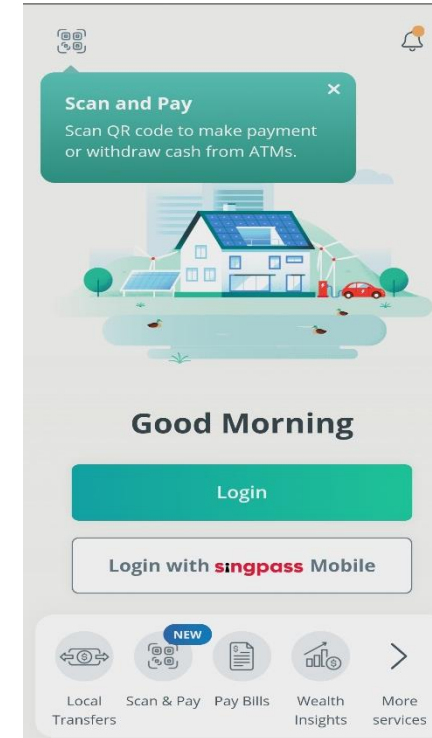 Scan and Pay
Scan QR code to make payment
or withdraw cash from ATMs.
Good Morning
Login
Login with singpass Mobile
NEW
Local
Transfers
Scan & Pay
Pay Bills
Wealth
Insights
More
services